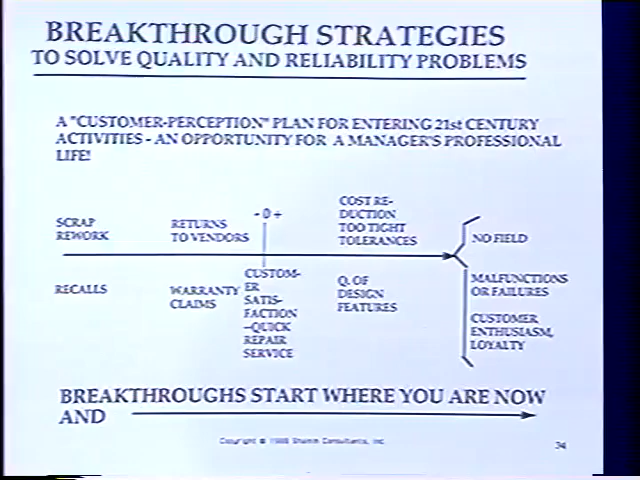 BREAKTHROUGH STRATEGIES
TO SOLVE QUALITY AND RELIABILITY PROBLEMS
A "CUSTOMER-PERCEPTION" PLAN FOR ENTERING 21st CENTURY
ACTIVITIES - AN OPPORTUNITY FOR A MANAGER'S PROFESSIONAL
LIFE!
SCRAP
REWORK
RETURNS
TO VENDORS
- 0 +
COST RE-
DUCTION
TOO TIGHT
TOLERANCES
NO FIELD
RECALLS
WARRANTY
CLAIMS
CUSTOM-
ER
SATIS-
FACTION
-QUICK
REPAIR
SERVICE
Q. OF
DESIGN
FEATURES
MALFUNCTIONS
OR FAILURES
CUSTOMER
ENTHUSIASM,
LOYALTY
BREAKTHROUGHS START WHERE YOU ARE NOW
AND
Copyright © Consultants, Inc.
34